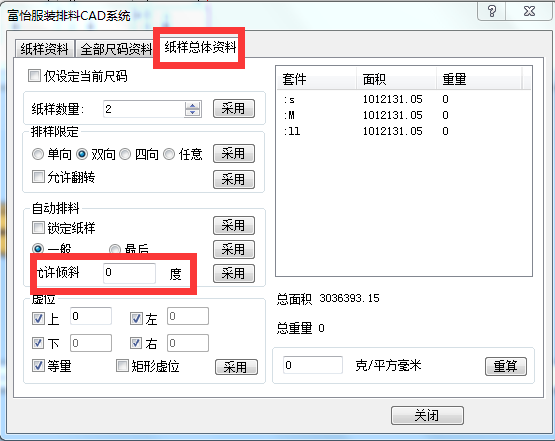 富怡服装排料CAD系统
纸样资料 全部尺码资料 纸样总体资料
仅设定当前尺码
纸样数量: 2 采用
排样限定
单向 双向 四向 任意 采用
允许翻转 采用
自动排料
锁定纸样 采用
一般 最后 采用
允许倾斜 0 度 采用
虚位
上 0 左 0
下 0 右 0
等量 矩形虚位 采用
套件 面积 重量
:s 1012131.05 0
:M 1012131.05 0
:ll 1012131.05 0
总面积 3036393.15
总重量 0
0 克/平方毫米 重算
关闭